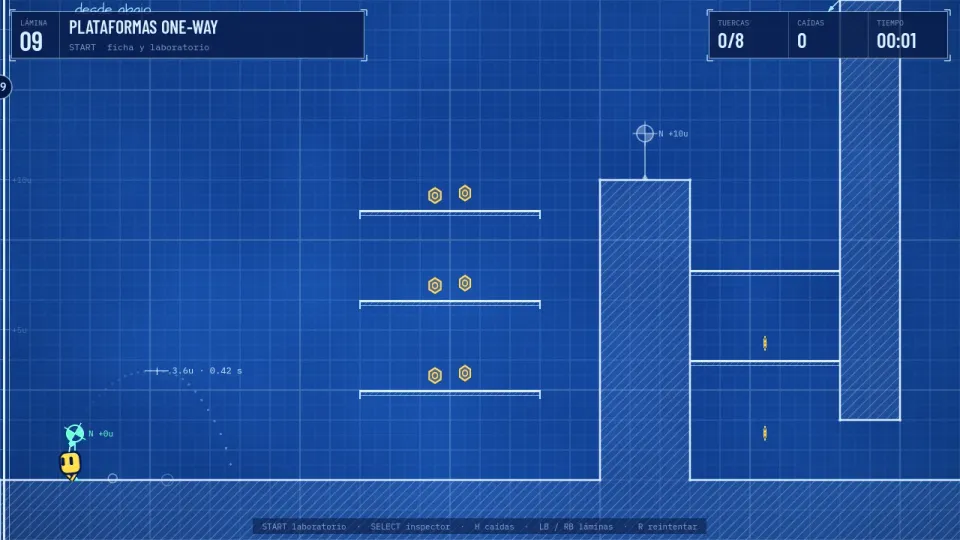 desde abajo
LÁMINA
09
PLATAFORMAS ONE-WAY
START ficha y laboratorio
TUERCAS
0/8
CAÍDAS
0
TIEMPO
00:01
9
N +10u
+10u
+5u
3.6u · 0.42 s
N +0u
START laboratorio · SELECT inspector · H caídas · LB / RB láminas · R reintentar